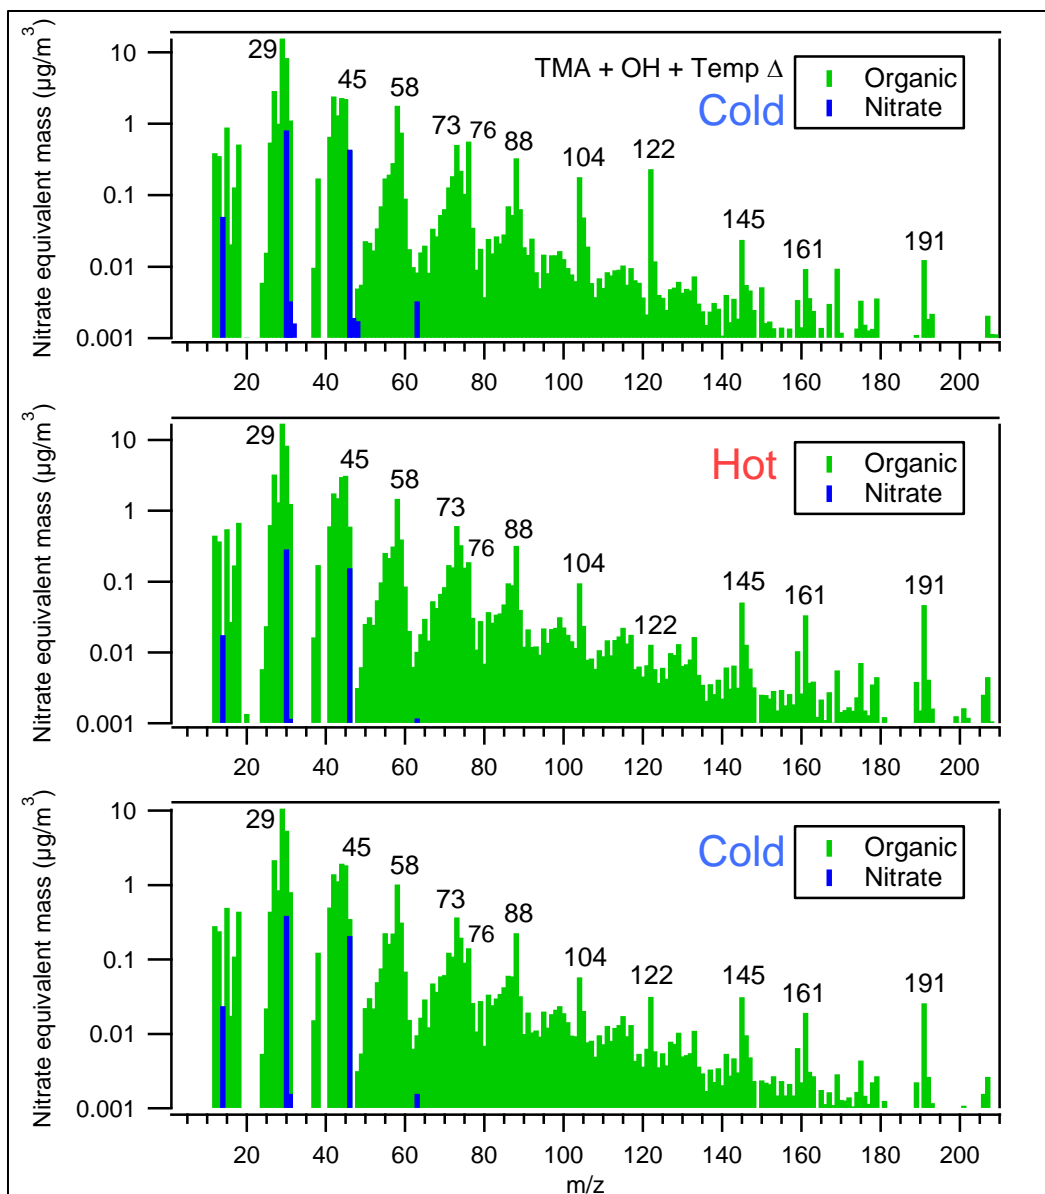 Nitrate equivalent mass (µg/m³)
10
1
0.1
0.01
0.001
29
45
58
73
76
88
104
122
145
161
191
TMA + OH + Temp Δ
Cold
Organic
Nitrate
20 40 60 80 100 120 140 160 180 200
Nitrate equivalent mass (µg/m³)
10
1
0.1
0.01
0.001
29
45
58
73
76
88
104
122
145
161
191
Hot
Organic
Nitrate
20 40 60 80 100 120 140 160 180 200
Nitrate equivalent mass (µg/m³)
10
1
0.1
0.01
0.001
29
45
58
73
76
88
104
122
145
161
191
Cold
Organic
Nitrate
20 40 60 80 100 120 140 160 180 200
m/z